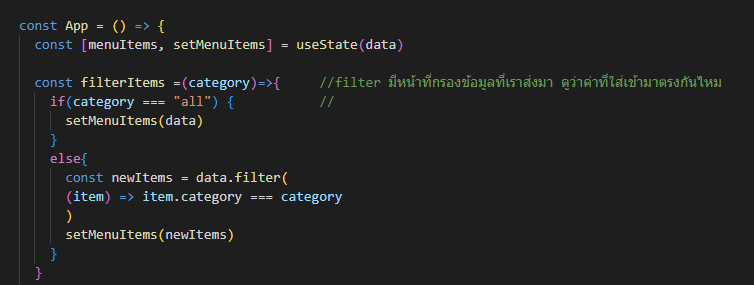 const App = () => {
const [menuItems, setMenuItems] = useState(data)
const filterItems =(category)=>{ //filter มีหน้าที่กรองข้อมูลที่เราส่งมา ดูว่าค่าที่ใส่เข้ามาตรงกันไหม
if(category === "all") { //
setMenuItems(data)
}
else{
const newItems = data.filter(
(item) => item.category === category
)
setMenuItems(newItems)
}
}